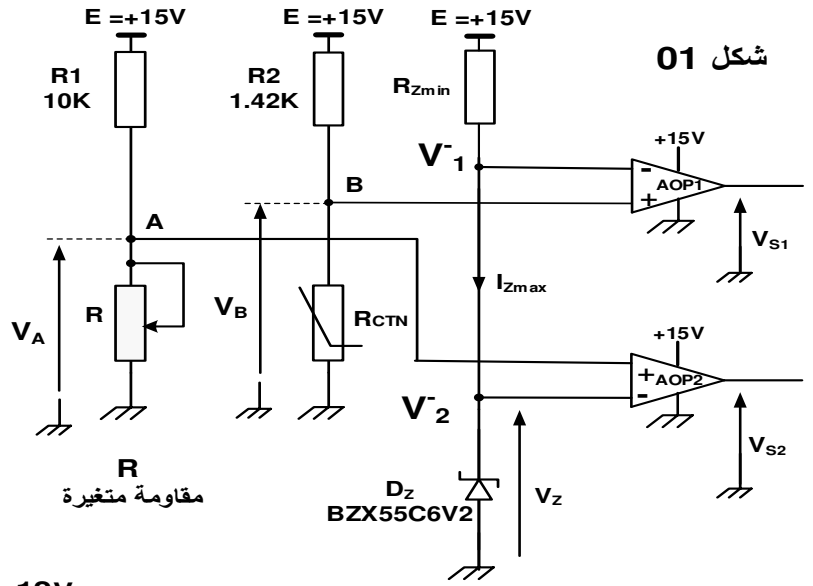 E =+15V
E =+15V
E =+15V
شكل 01
R1
10K
R2
1.42K
RZmin
+15V
V-1
-
AOP1
+
B
A
VS1
IZmax
R
VA
VB
RCTN
+15V
+
AOP2
-
V-2
VS2
R
مقاومة متغيرة
DZ
BZX55C6V2
VZ